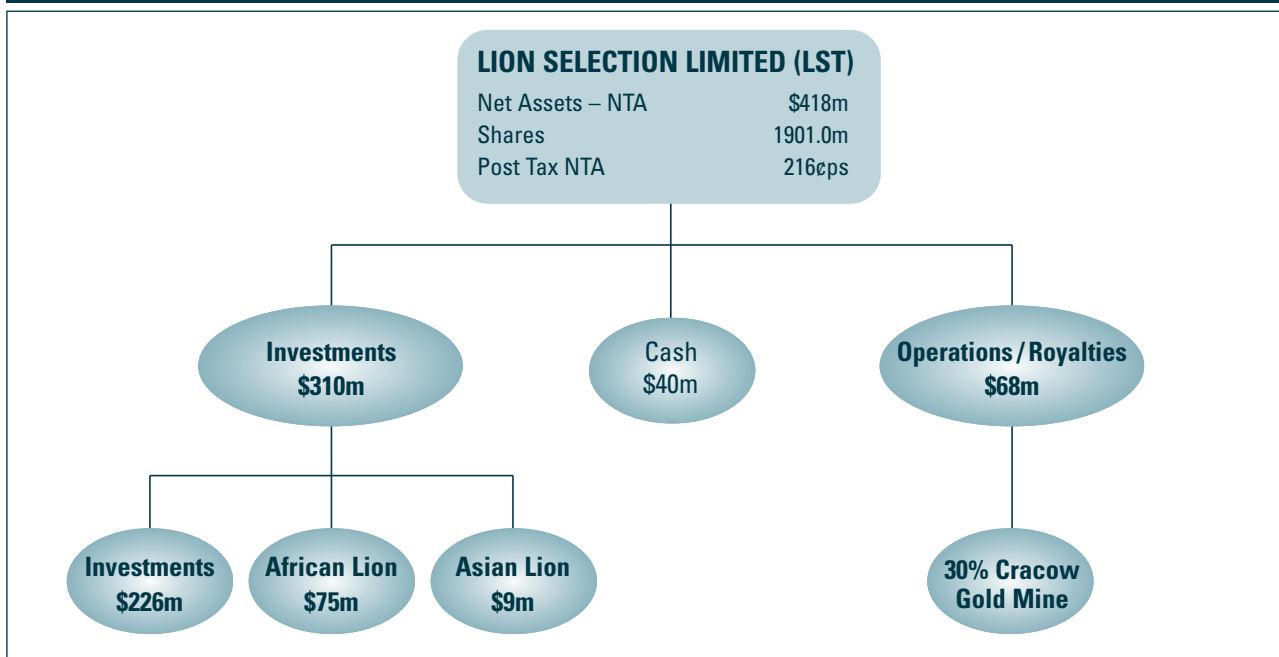 LION SELECTION LIMITED (LST)
Net Assets – NTA $418m
Shares 1901.0m
Post Tax NTA 216¢ps
Investments
$310m
Cash
$40m
Operations/Royalties
$68m
Investments
$226m
African Lion
$75m
Asian Lion
$9m
30% Cracow
Gold Mine